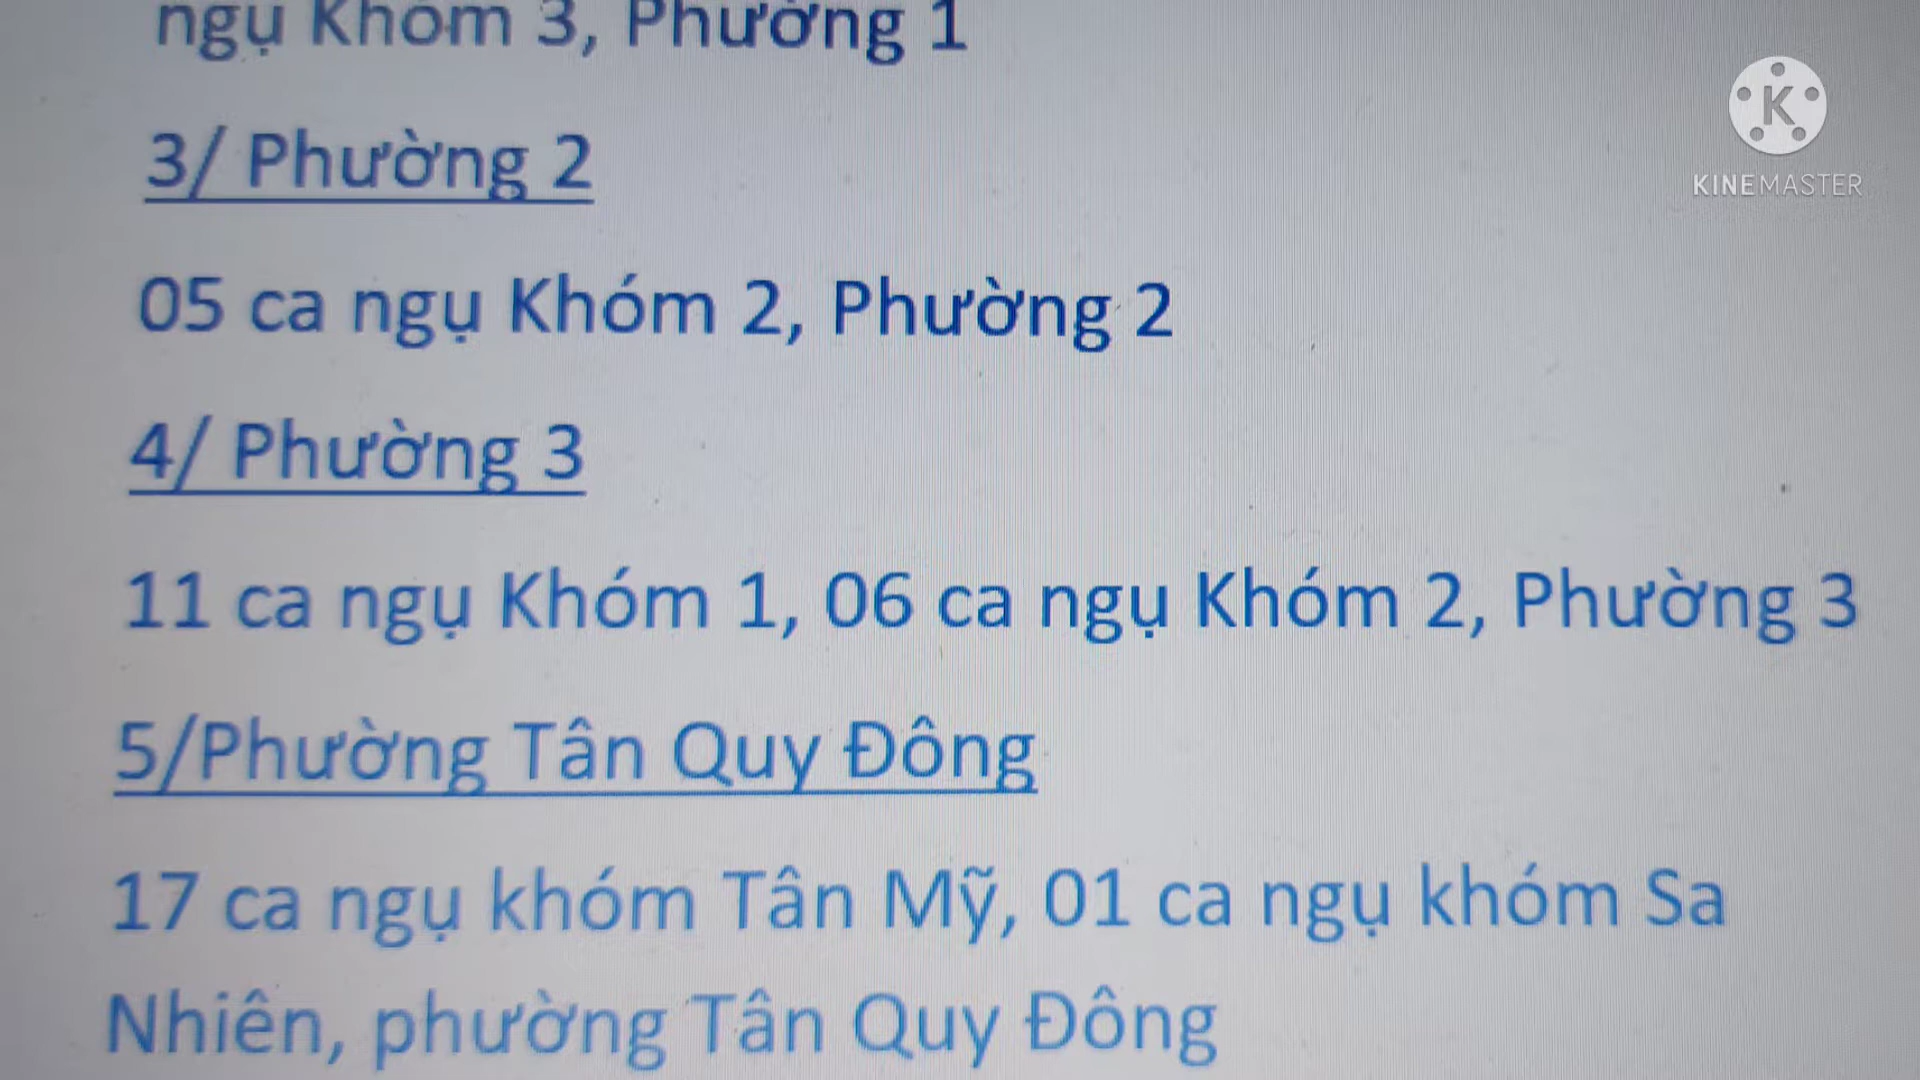 ngụ Khóm 3, Phường 1
KINEMASTER
3/ Phường 2
05 ca ngụ Khóm 2, Phường 2
4/ Phường 3
11 ca ngụ Khóm 1, 06 ca ngụ Khóm 2, Phường 3
5/Phường Tân Quy Đông
17 ca ngụ khóm Tân Mỹ, 01 ca ngụ khóm Sa
Nhiên, phường Tân Quy Đông